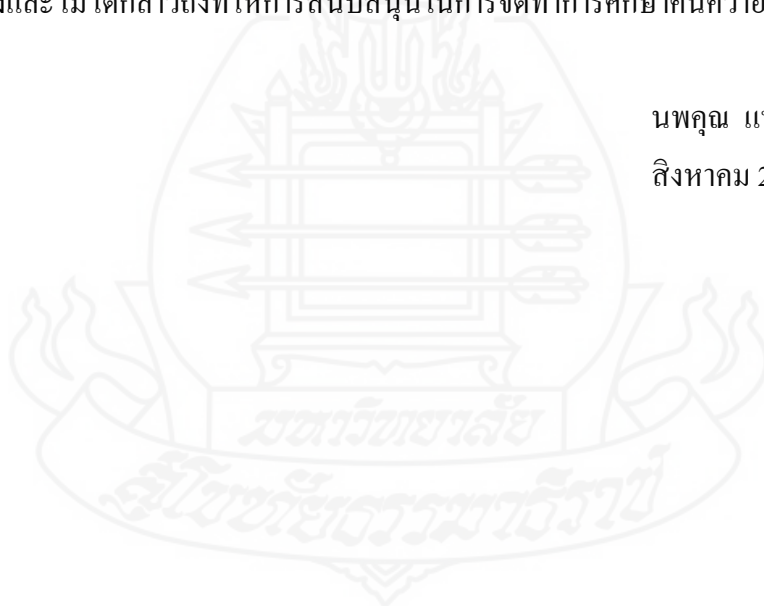 และไม่ได้กล่าวถึงที่ให้การสนับสนุนในการจัดทำการศึกษาค้นคว้า
นพคุณ
สิงหาคม
มหาวิทยาลัย
สุโขทัยธรรมาธิราช